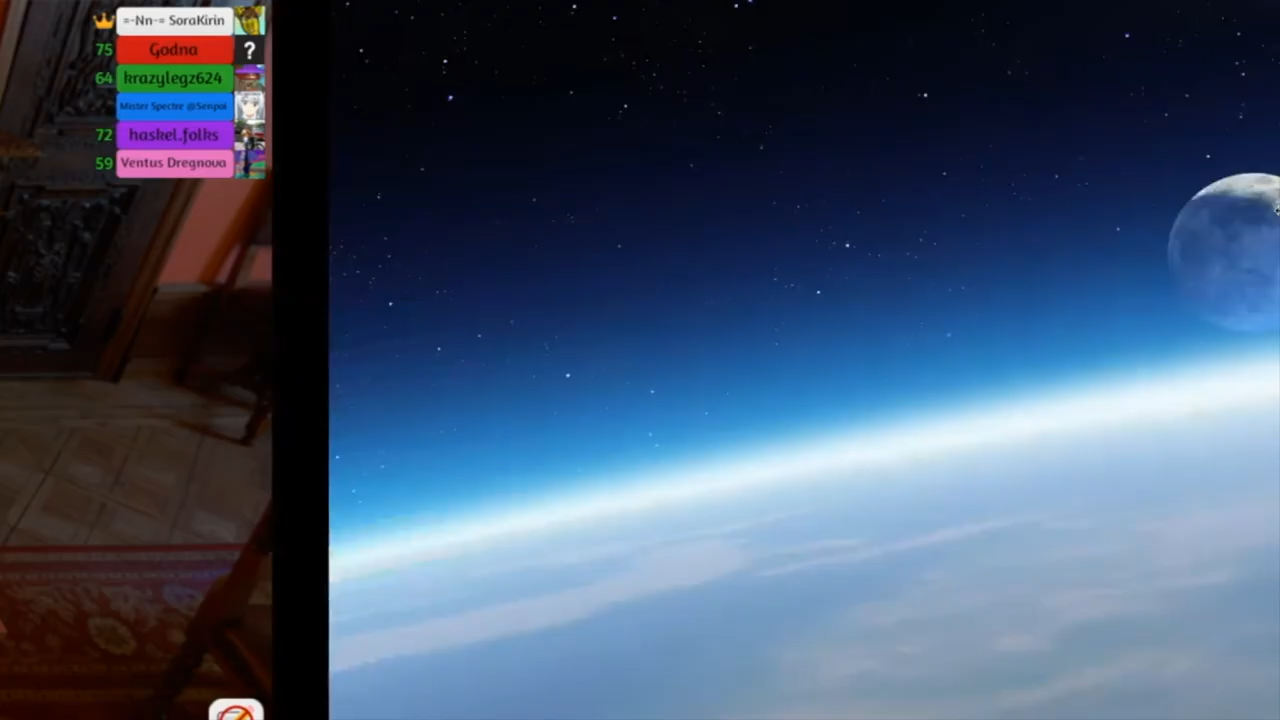 =-Nn-= SoraKirin
75 Godna ?
64 krazylegz624
Mister Spectre @Senpai
72 haskel.folks
59 Ventus Dregnova